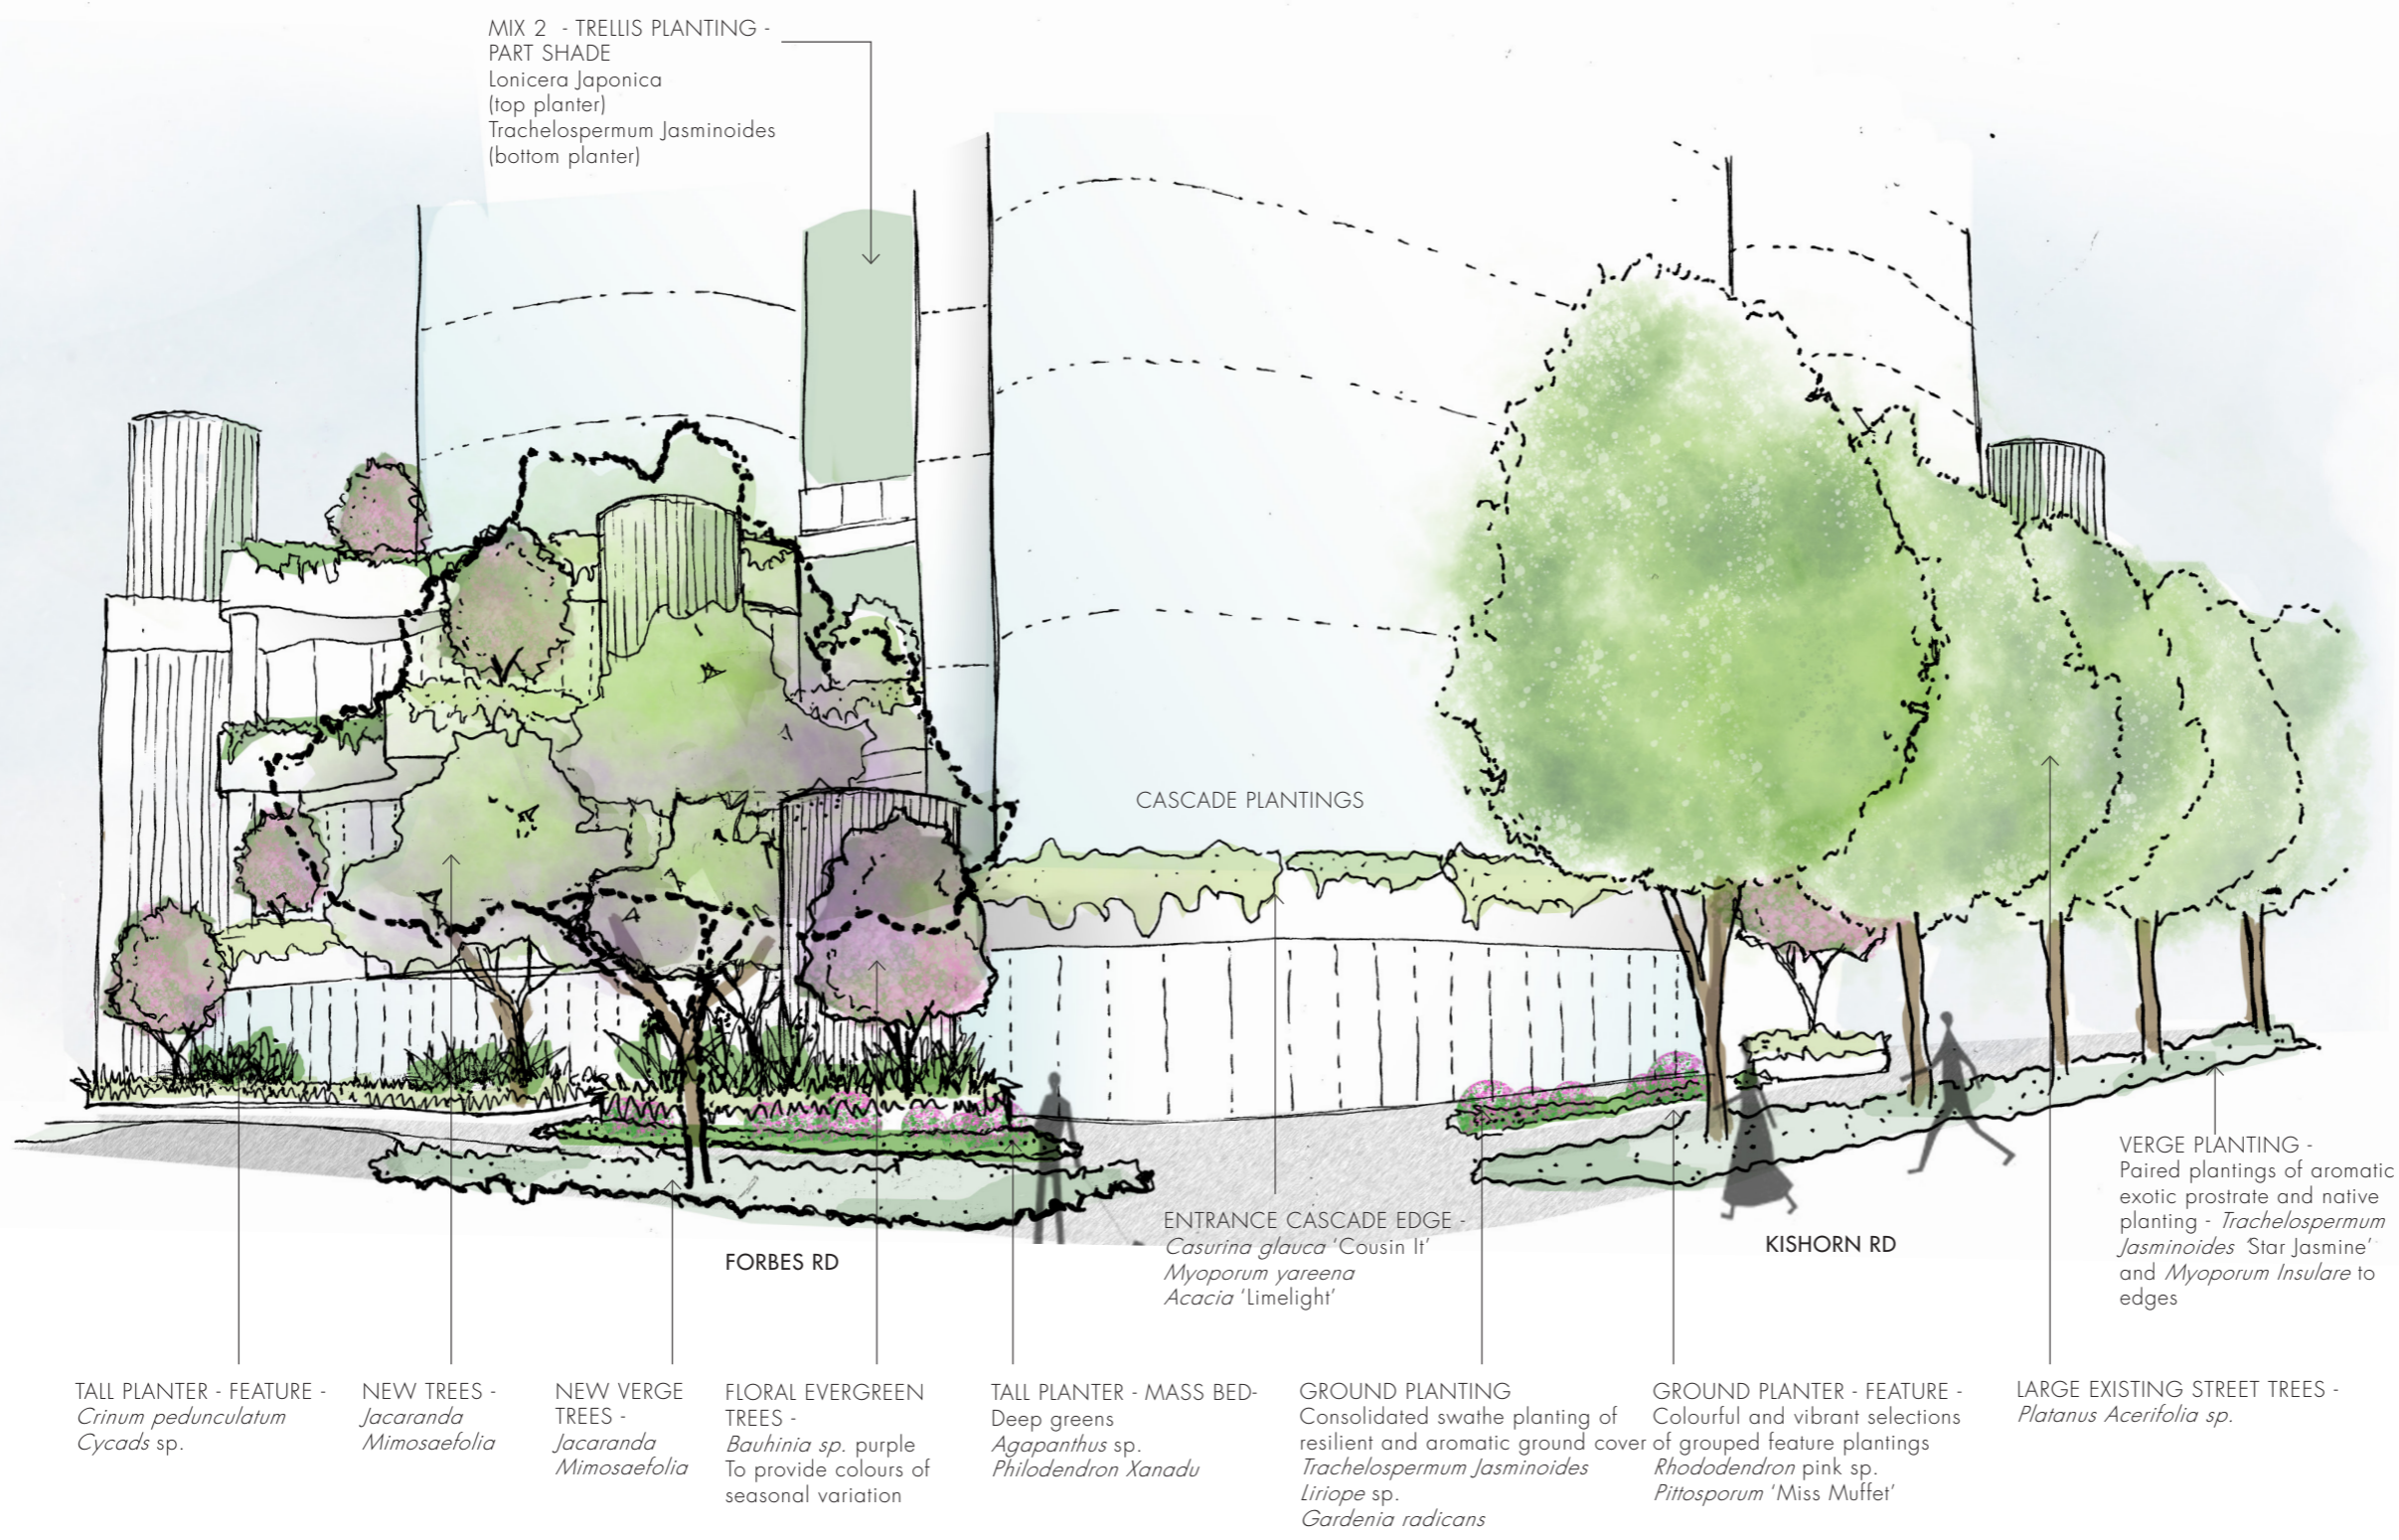 MIX 2 - TRELLIS PLANTING -
PART SHADE
Lonicera Japonica
(top planter)
Trachelospermum Jasminoides
(bottom planter)
CASCADE PLANTINGS
ENTRANCE CASCADE EDGE -
Casurina glauca 'Cousin It'
Myoporum yareena
Acacia 'Limelight'
FORBES RD
KISHORN RD
VERGE PLANTING -
Paired plantings of aromatic
exotic prostrate and native
planting - Trachelospermum
Jasminoides 'Star Jasmine'
and Myoporum Insulare to
edges
TALL PLANTER - FEATURE -
Crinum pedunculatum
Cycads sp.
NEW TREES -
Jacaranda
Mimosaefolia
NEW VERGE
TREES -
Jacaranda
Mimosaefolia
FLORAL EVERGREEN
TREES -
Bauhinia sp. purple
To provide colours of
seasonal variation
TALL PLANTER - MASS BED-
Deep greens
Agapanthus sp.
Philodendron Xanadu
GROUND PLANTING
Consolidated swathe planting of
resilient and aromatic ground cover
Trachelospermum Jasminoides
Liriope sp.
Gardenia radicans
GROUND PLANTER - FEATURE -
Colourful and vibrant selections
of grouped feature plantings
Rhododendron pink sp.
Pittosporum 'Miss Muffet'
LARGE EXISTING STREET TREES -
Platanus Acerifolia sp.